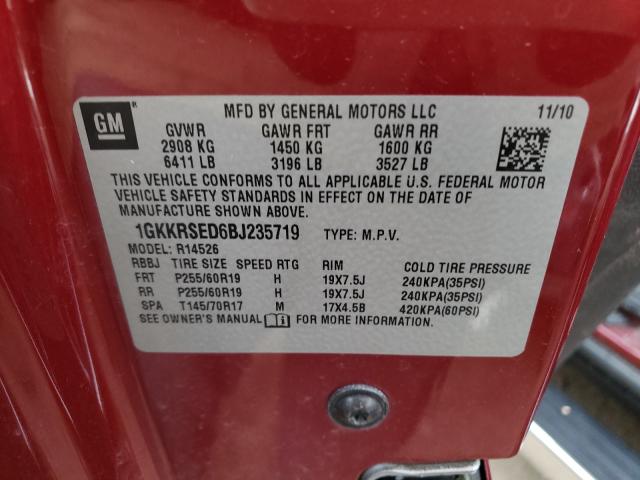 GM
MFD BY GENERAL MOTORS LLC 11/10
GVWR GAWR FRT GAWR RR
2908 KG 1450 KG 1600 KG
6411 LB 3196 LB 3527 LB
THIS VEHICLE CONFORMS TO ALL APPLICABLE U.S. FEDERAL MOTOR
VEHICLE SAFETY STANDARDS IN EFFECT ON THE DATE OF
MANUFACTURE SHOWN ABOVE.
1GKKRSED6BJ235719 TYPE: M.P.V.
MODEL: R14526
RBBJ TIRE SIZE SPEED RTG RIM COLD TIRE PRESSURE
FRT P255/60R19 H 19X7.5J 240KPA(35PSI)
RR P255/60R19 H 19X7.5J 240KPA(35PSI)
SPA T145/70R17 M 17X4.5B 420KPA(60PSI)
SEE OWNER'S MANUAL FOR MORE INFORMATION.